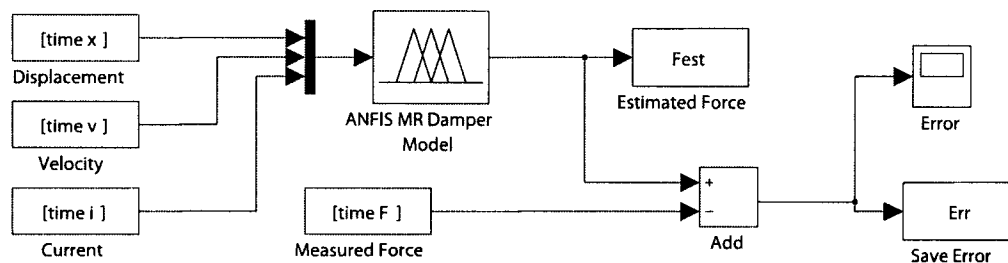 [time x ]
Displacement
[time v ]
Velocity
[time i ]
Current
ANFIS MR Damper
Model
[time F ]
Measured Force
Fest
Estimated Force
+
−
Add
Error
Err
Save Error